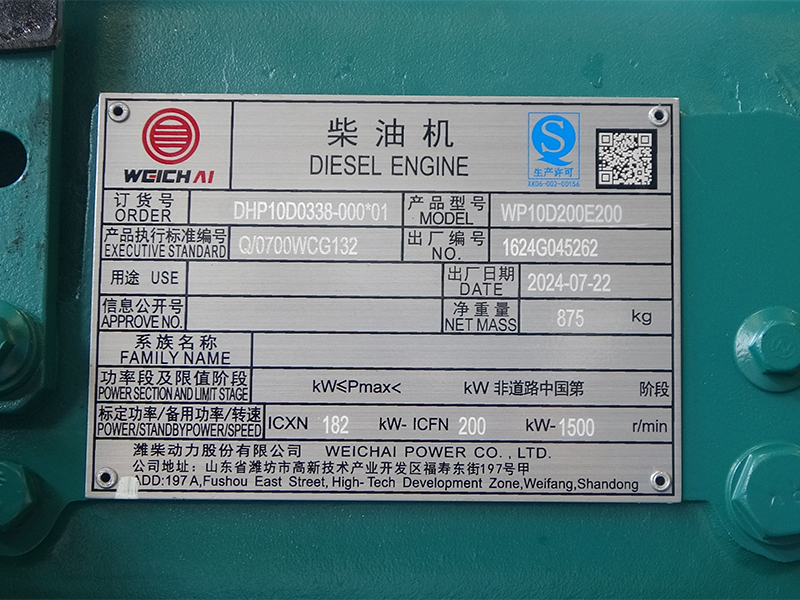 WEICHAI
柴油机
DIESEL ENGINE
S
生产许可
XK06-002-00156
订货号 DHP10D0338-000*01 产品型号 WP10D200E200
ORDER MODEL
产品执行标准编号 Q/0700WCG132 出厂编号 1624G045262
EXECUTIVE STANDARD NO.
用途 USE 出厂日期 2024-07-22
DATE
信息公开号 净重量 875 kg
APPROVE NO. NET MASS
系族名称
FAMILY NAME
功率段及限值阶段 kW≤Pmax< kW 非道路中国第 阶段
POWER SECTION AND LIMIT STAGE
标定功率/备用功率/转速 ICXN 182 kW- ICFN 200 kW- 1500 r/min
POWER/STANDBYPOWER/SPEED
潍柴动力股份有限公司 WEICHAI POWER CO., LTD.
公司地址: 山东省潍坊市高新技术产业开发区福寿东街197号甲
ADD:197 A,Fushou East Street, High- Tech Development Zone,Weifang,Shandong